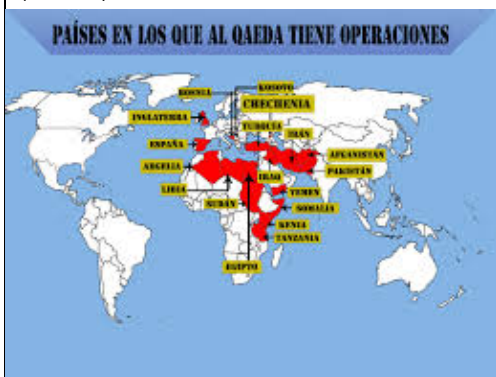 PAÍSES EN LOS QUE AL QAEDA TIENE OPERACIONES
BOSNIA
KOSOVO
CHECHENIA
INGLATERRA
TURQUÍA
IRÁN
ESPAÑA
AFGANISTÁN
ARGELIA
IRAQ
PAKISTÁN
LIBIA
YEMEN
SUDÁN
SOMALIA
KENIA
TANZANIA
EGIPTO